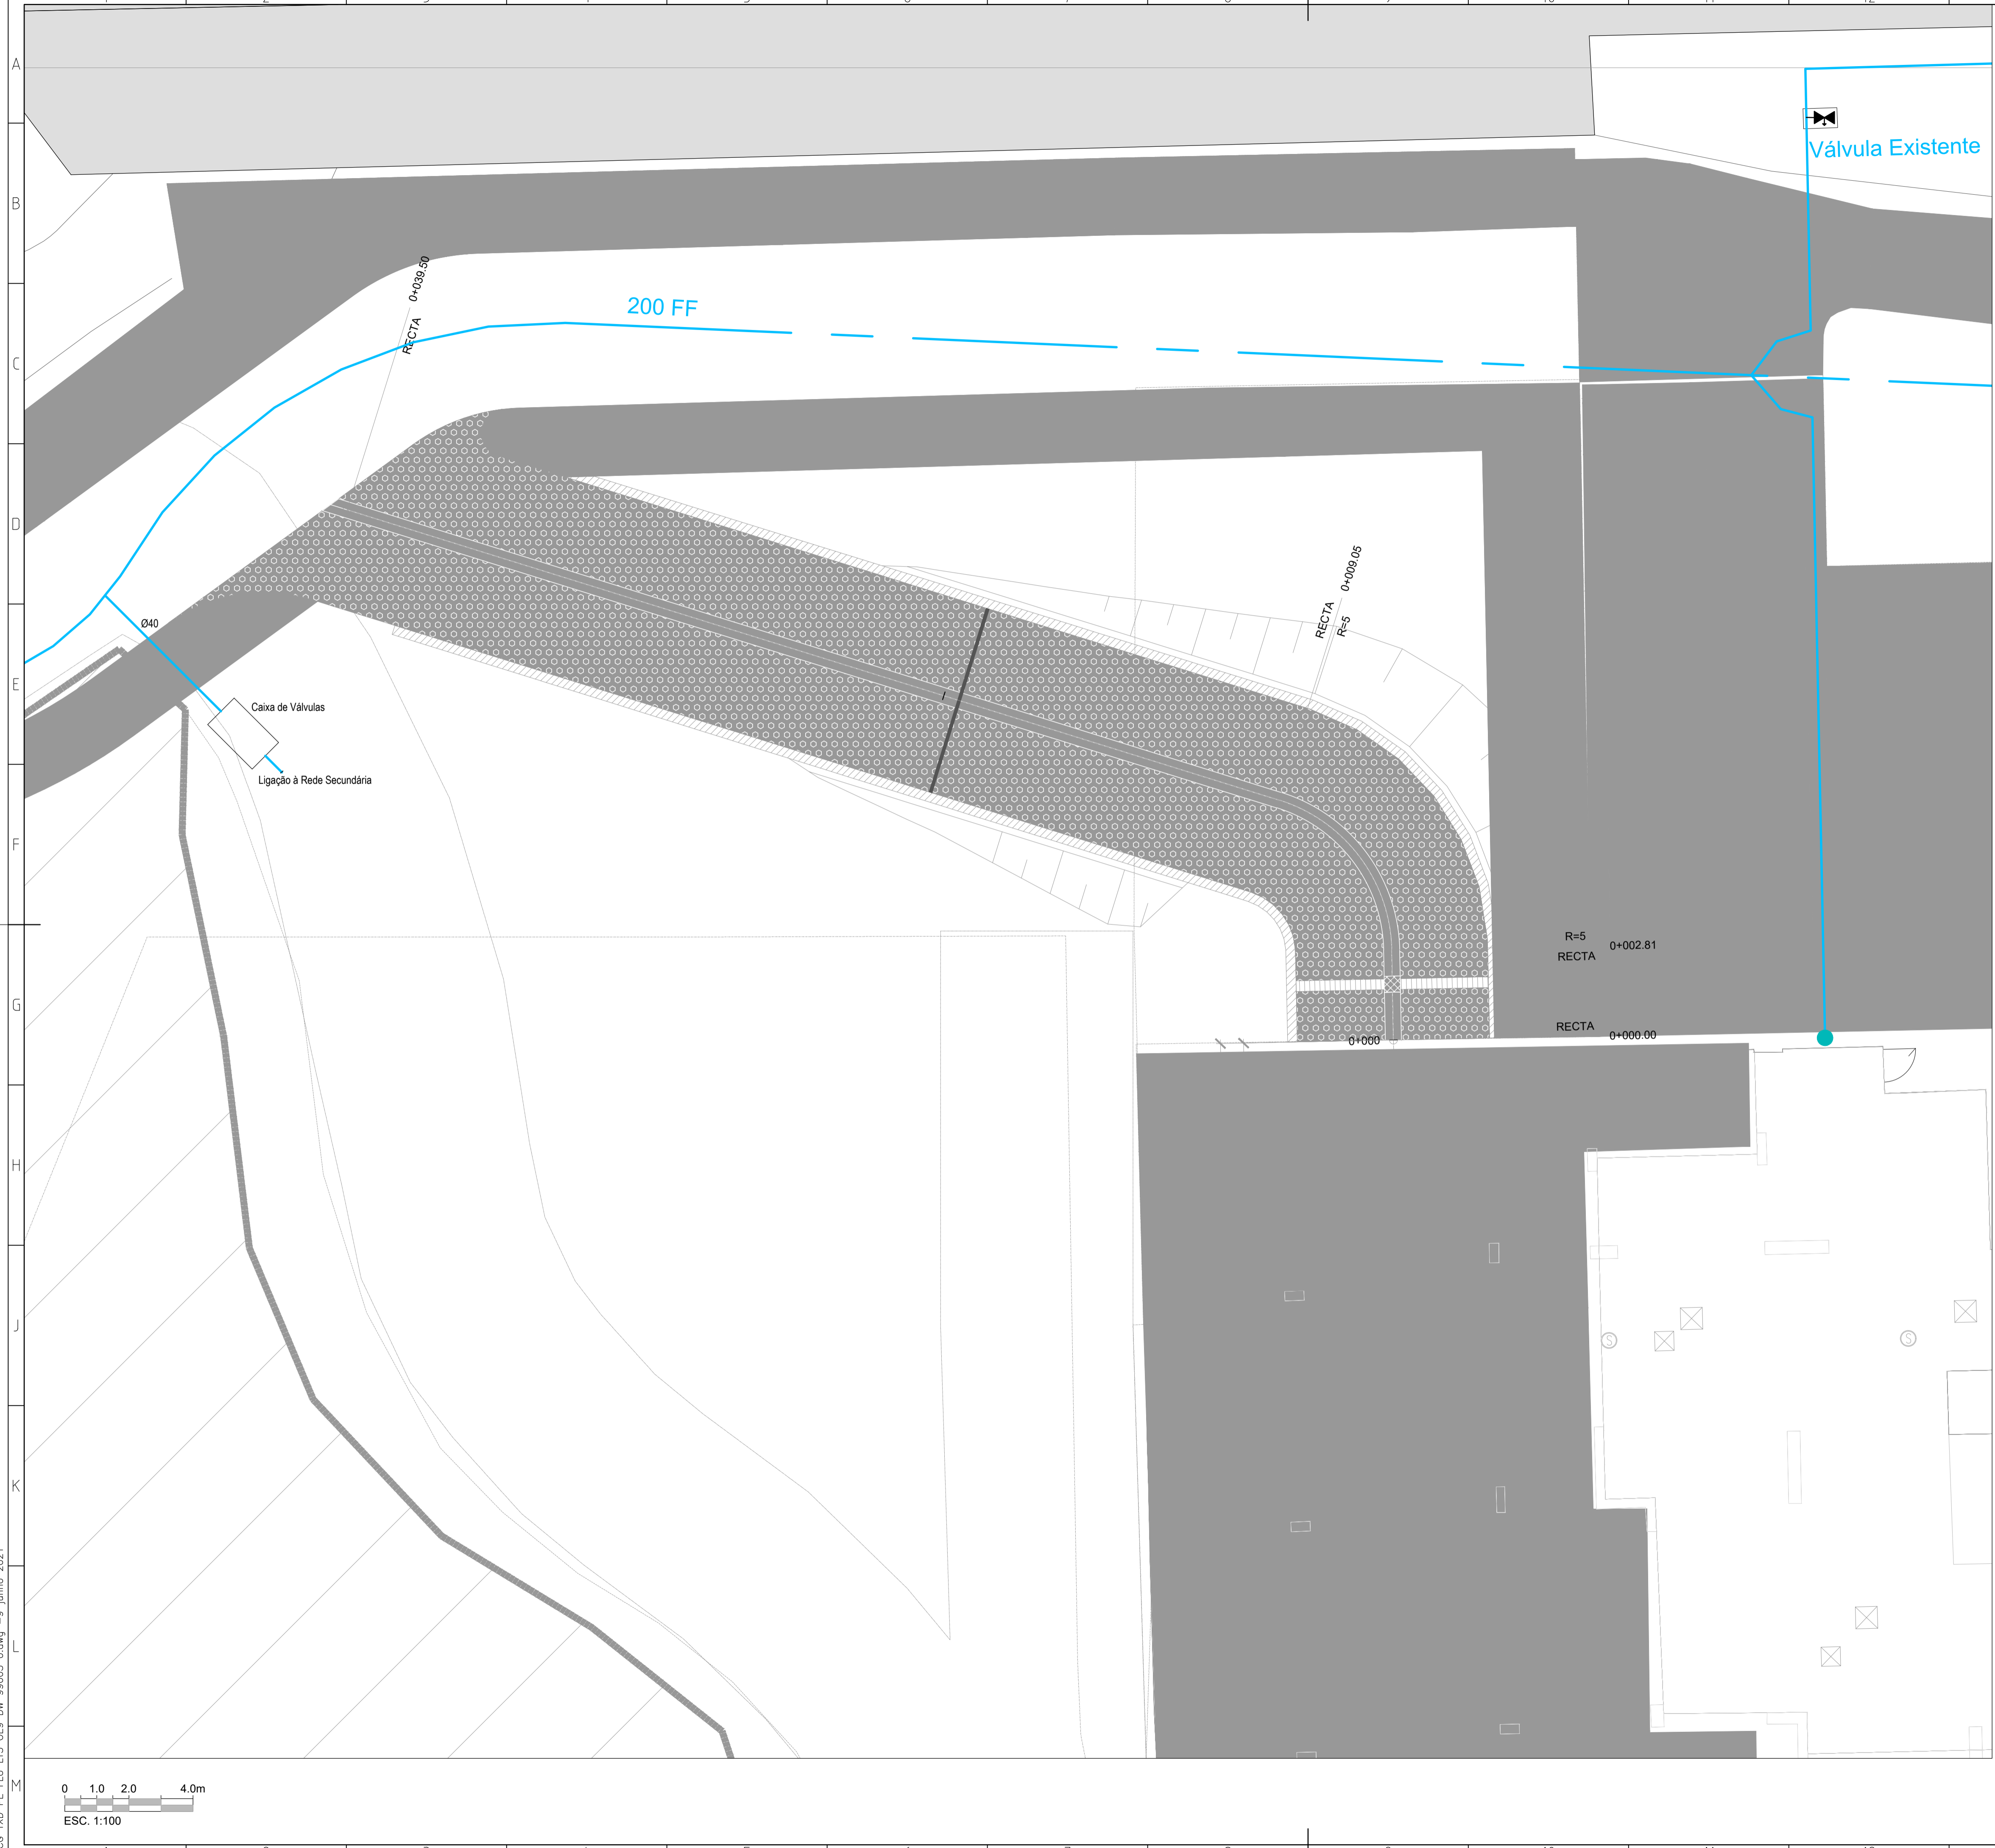 A
B
Válvula Existente
0+039.50
RECTA
200 FF
C
D
0+009.05
RECTA
R=5
Ø40
E
Caixa de Válvulas
Ligação à Rede Secundária
F
R=5
0+002.81
RECTA
G
RECTA
0+000.00
0+000
H
J
S
S
K
L
M
0 1.0 2.0 4.0m
ESC. 1:100